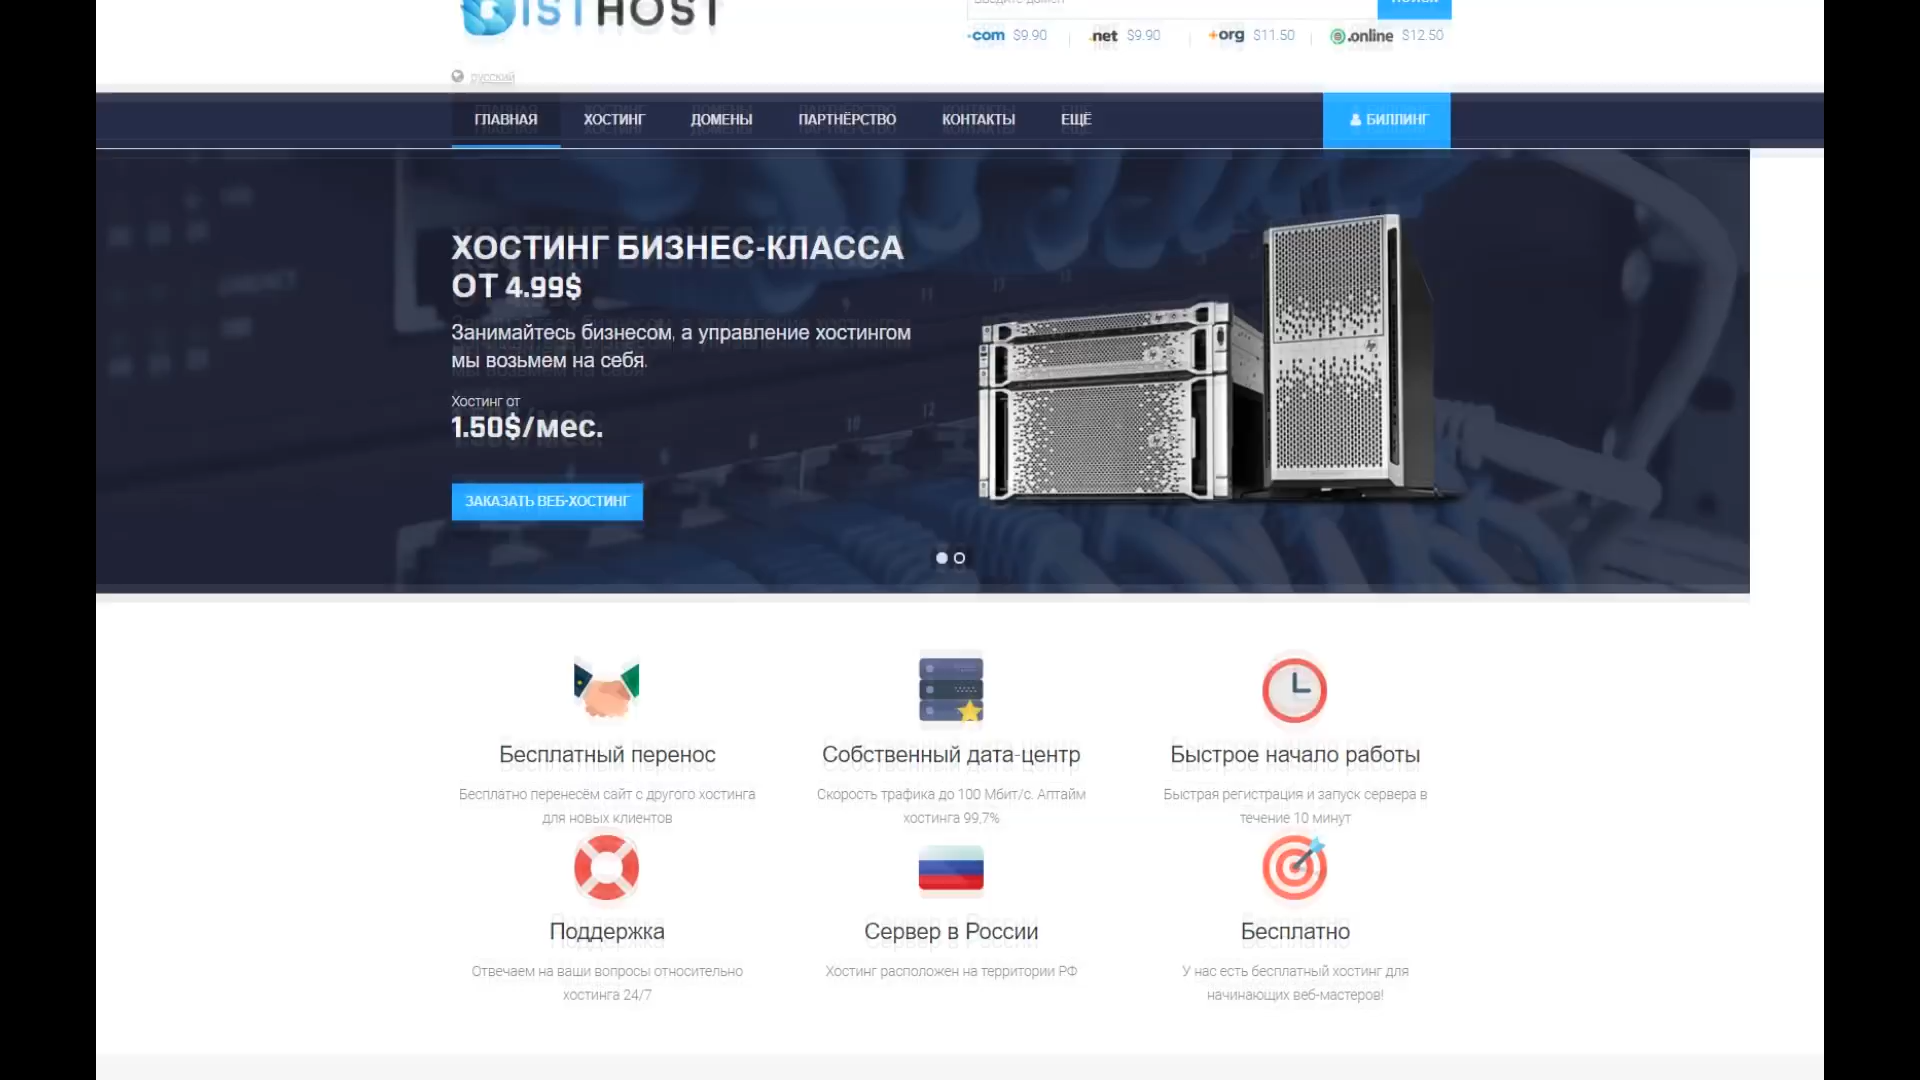 HOST
.com $9.90 .net $9.90 +org $11.50 .online $12.50
русский
ГЛАВНАЯ ХОСТИНГ ДОМЕНЫ ПАРТНЁРСТВО КОНТАКТЫ ЕЩЁ БИЛЛИНГ
ХОСТИНГ БИЗНЕС-КЛАССА
ОТ 4.99$
Занимайтесь бизнесом, а управление хостингом
мы возьмем на себя.
Хостинг от
1.50$/мес.
ЗАКАЗАТЬ ВЕБ-ХОСТИНГ
Бесплатный перенос
Бесплатно перенесём сайт с другого хостинга
для новых клиентов
Собственный дата-центр
Скорость трафика до 100 Мбит/с. Аптайм
хостинга 99,7%
Быстрое начало работы
Быстрая регистрация и запуск сервера в
течение 10 минут
Поддержка
Отвечаем на ваши вопросы относительно
хостинга 24/7
Сервер в России
Хостинг расположен на территории РФ
Бесплатно
У нас есть бесплатный хостинг для
начинающих веб-мастеров!